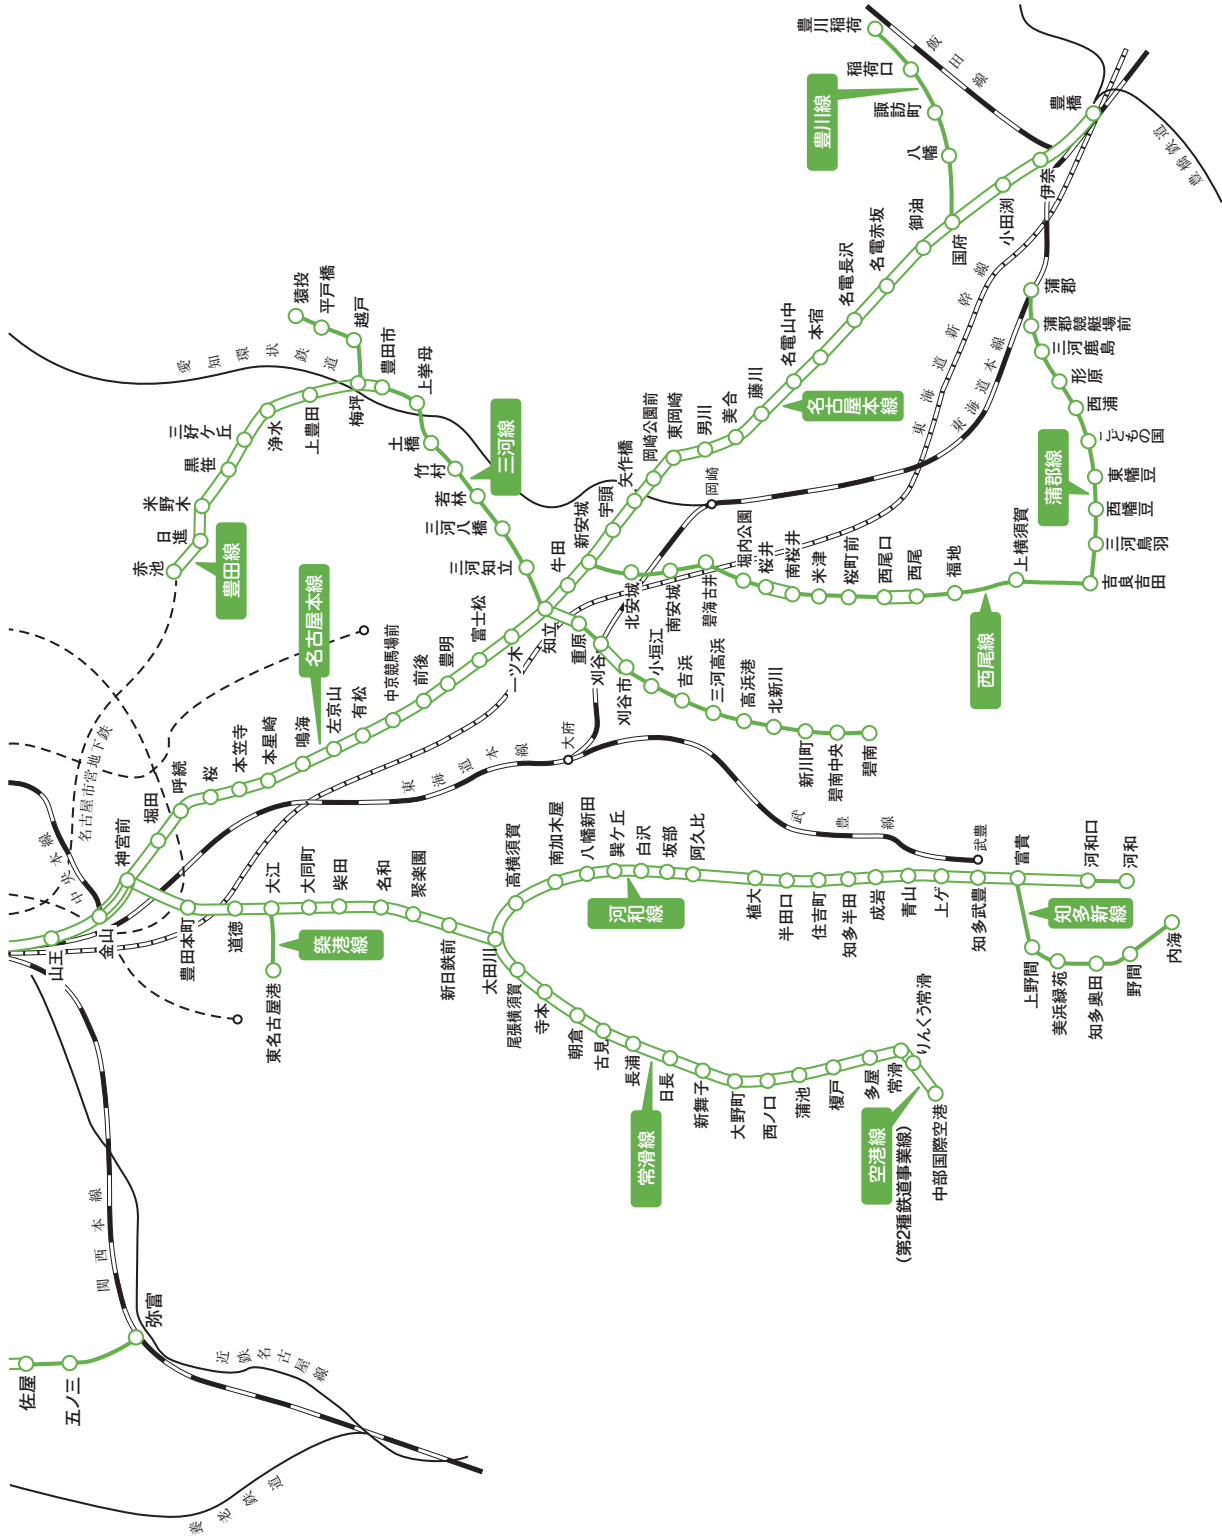 豊川稲荷
稲荷口
諏訪町
八幡
豊川線
飯田線
豊橋
豊橋鉄道
伊奈
小田渕
国府
御油
名電赤坂
名電長沢
本宿
名電山中
藤川
美合
男川
東岡崎
岡崎公園前
矢作橋
宇頭
新安城
牛田
知立
一ツ木
富士松
豊明
前後
中京競馬場前
有松
左京山
鳴海
本星崎
本笠寺
桜
呼続
堀田
神宮前
金山
山王
名古屋本線
名古屋本線
東海道新幹線
東海道本線
岡崎
蒲郡
蒲郡競艇場前
三河鹿島
形原
西浦
こどもの国
東幡豆
西幡豆
三河鳥羽
吉良吉田
蒲郡線
上横須賀
福地
西尾
西尾口
桜町前
米津
南桜井
桜井
堀内公園
碧海古井
南安城
北安城
西尾線
猿投
平戸橋
越戸
梅坪
豊田市
上挙母
土橋
竹村
若林
三河八橋
三河知立
三河線
愛知環状鉄道
上豊田
浄水
三好ケ丘
黒笹
米野木
日進
赤池
豊田線
重原
刈谷
刈谷市
小垣江
吉浜
三河高浜
高浜港
北新川
新川町
碧南中央
碧南
名古屋市営地下鉄
中央本線
東海道本線
大府
武豊線
武豊
豊田本町
道徳
大江
大同町
柴田
名和
聚楽園
新日鉄前
太田川
東名古屋港
築港線
高横須賀
南加木屋
八幡新田
巽ケ丘
白沢
坂部
阿久比
植大
半田口
住吉町
知多半田
成岩
青山
上ゲ
知多武豊
富貴
河和口
河和
河和線
知多新線
上野間
美浜緑苑
知多奥田
野間
内海
尾張横須賀
寺本
朝倉
古見
長浦
日長
新舞子
大野町
西ノ口
蒲池
榎戸
多屋
常滑
りんくう常滑
中部国際空港
常滑線
空港線
(第2種鉄道事業線)
関西本線
弥富
五ノ三
佐屋
近鉄名古屋線
養老鉄道